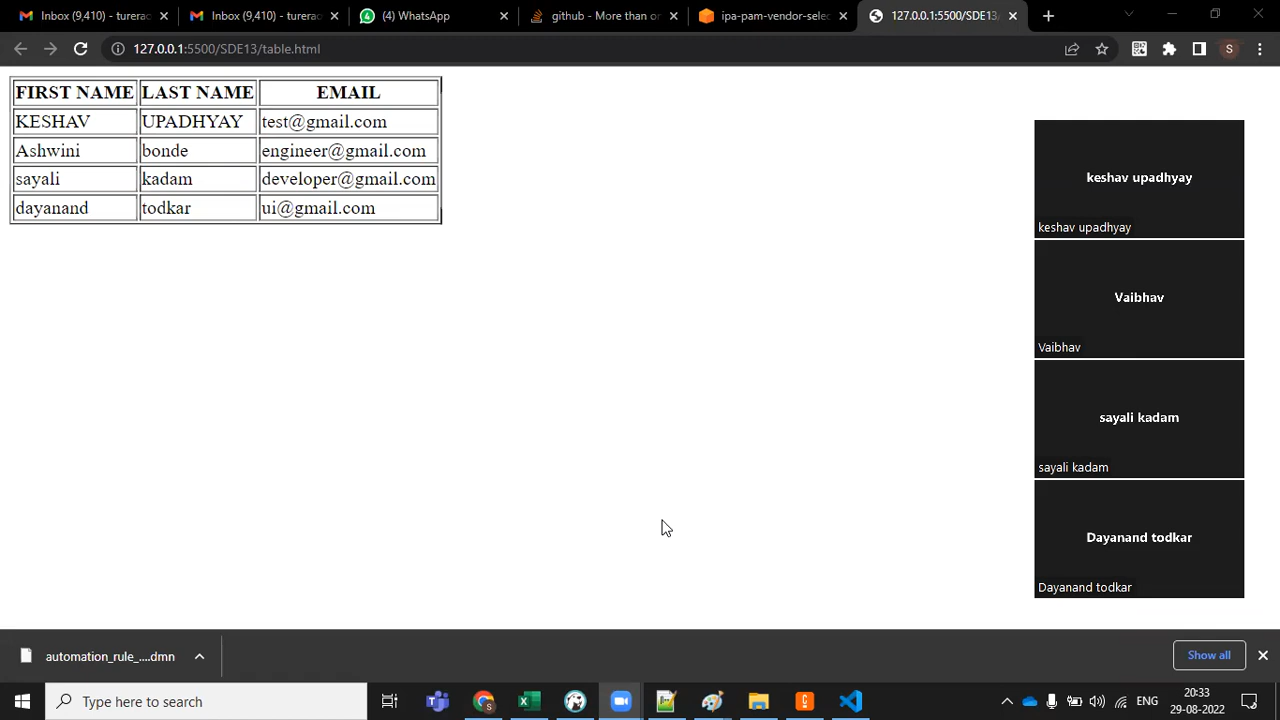 Inbox (9,410) - turerac
Inbox (9,410) - turerac
(4) WhatsApp
github - More than or
ipa-pam-vendor-selec
127.0.0.1:5500/SDE13/
127.0.0.1:5500/SDE13/table.html
S
FIRST NAME LAST NAME EMAIL
KESHAV UPADHYAY test@gmail.com
Ashwini bonde engineer@gmail.com
sayali kadam developer@gmail.com
dayanand todkar ui@gmail.com
keshav upadhyay
keshav upadhyay
Vaibhav
Vaibhav
sayali kadam
sayali kadam
Dayanand todkar
Dayanand todkar
automation_rule_....dmn
Show all
Type here to search
ENG
20:33
29-08-2022